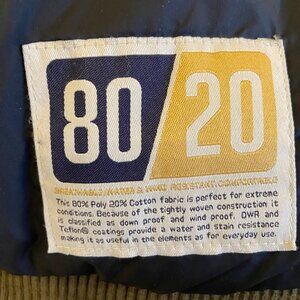 80 20
BREATHABLE/WATER & WIND RESISTANT/COMFORTABLE
This 80% Poly 20% Cotton fabric is perfect for extreme
conditions. Because of the tightly woven construction it
is classified as down proof and wind proof. DWR and
Teflon® coatings provide a water and stain resistance
making it as useful in the elements as for everyday use.